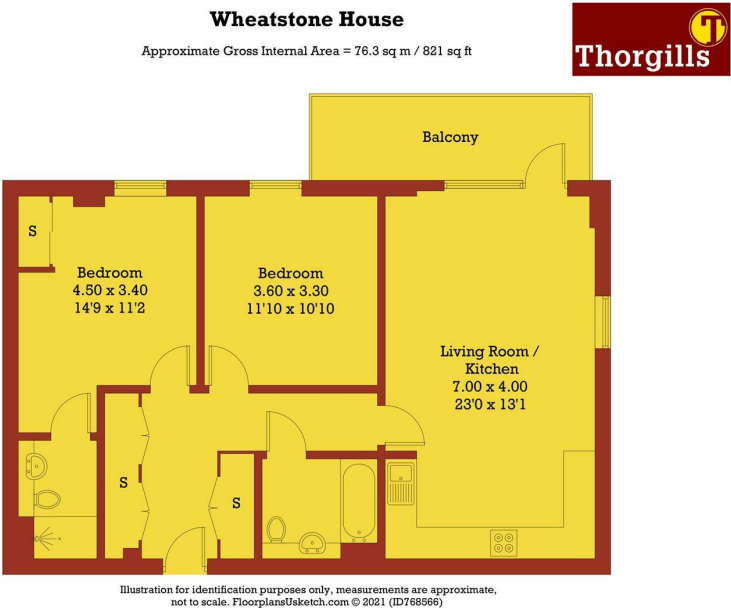 Wheatstone House
Approximate Gross Internal Area = 76.3 sq m / 821 sq ft
T
Thorgills
Balcony
S
Bedroom
4.50 x 3.40
14'9 x 11'2
Bedroom
3.60 x 3.30
11'10 x 10'10
Living Room /
Kitchen
7.00 x 4.00
23'0 x 13'1
S
S
Illustration for identification purposes only, measurements are approximate,
not to scale. FloorplansUsketch.com © 2021 (ID768566)